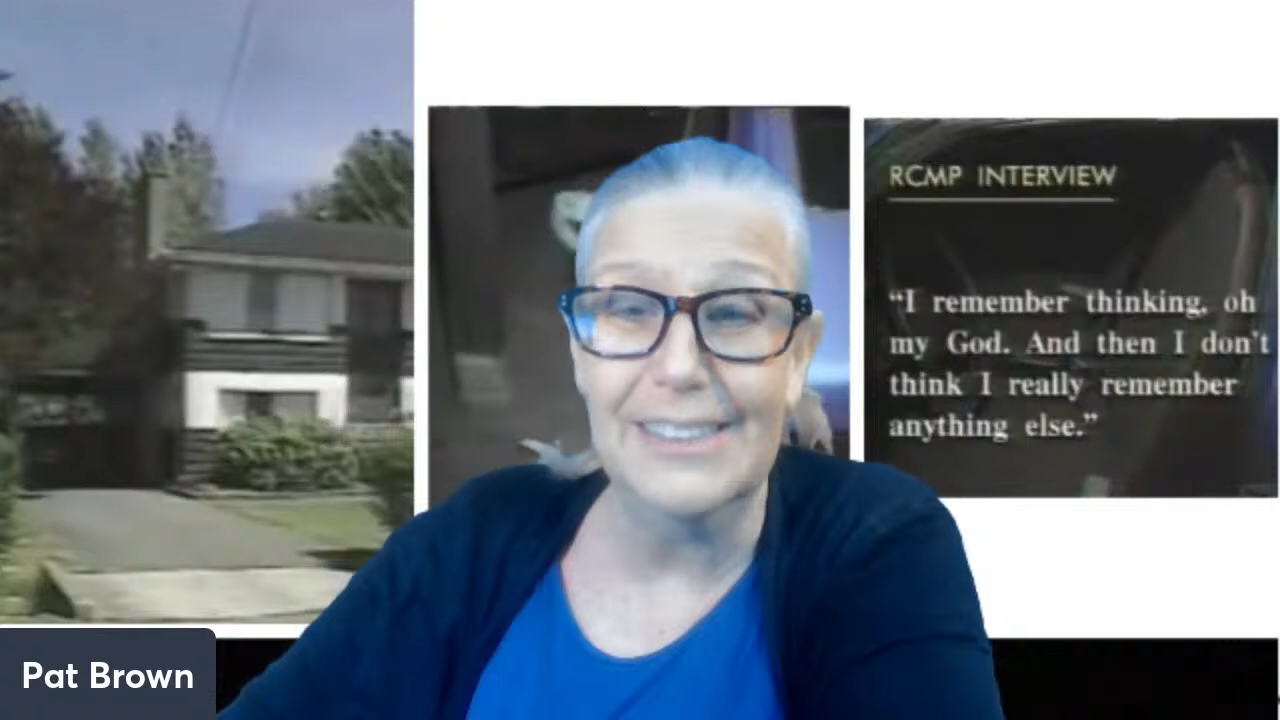 RCMP INTERVIEW
“I remember thinking, oh
my God. And then I don't
think I really remember
anything else.”
Pat Brown